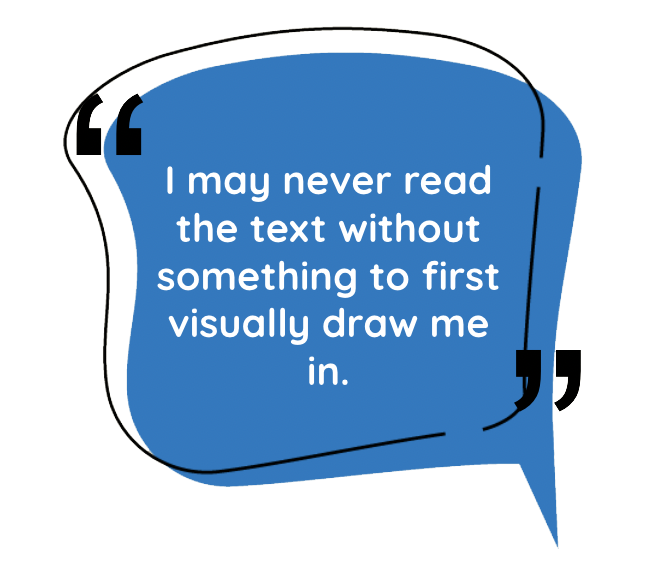 “
I may never read
the text without
something to first
visually draw me
in.
”